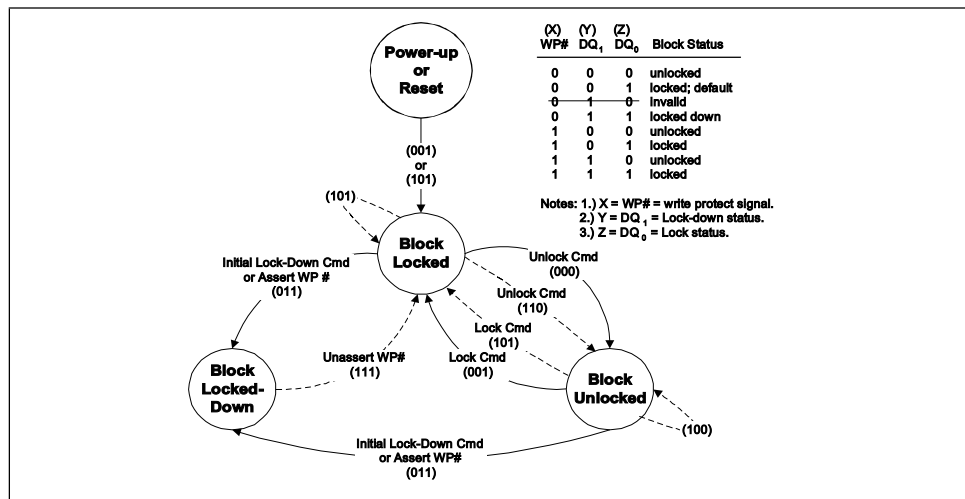 Power-up
or
Reset
(X) (Y) (Z)
WP# DQ1 DQ0 Block Status
0 0 0 unlocked
0 0 1 locked; default
0 1 0 invalid
0 1 1 locked down
1 0 0 unlocked
1 0 1 locked
1 1 0 unlocked
1 1 1 locked
Notes: 1.) X = WP# = write protect signal.
2.) Y = DQ1 = Lock-down status.
3.) Z = DQ0 = Lock status.
(001)
or
(101)
(101)
Block
Locked
Initial Lock-Down Cmd
or Assert WP #
(011)
Unlock Cmd
(000)
Unlock Cmd
(110)
Lock Cmd
(101)
Unassert WP#
(111)
Lock Cmd
(001)
Block
Locked-
Down
Block
Unlocked
(100)
Initial Lock-Down Cmd
or Assert WP#
(011)